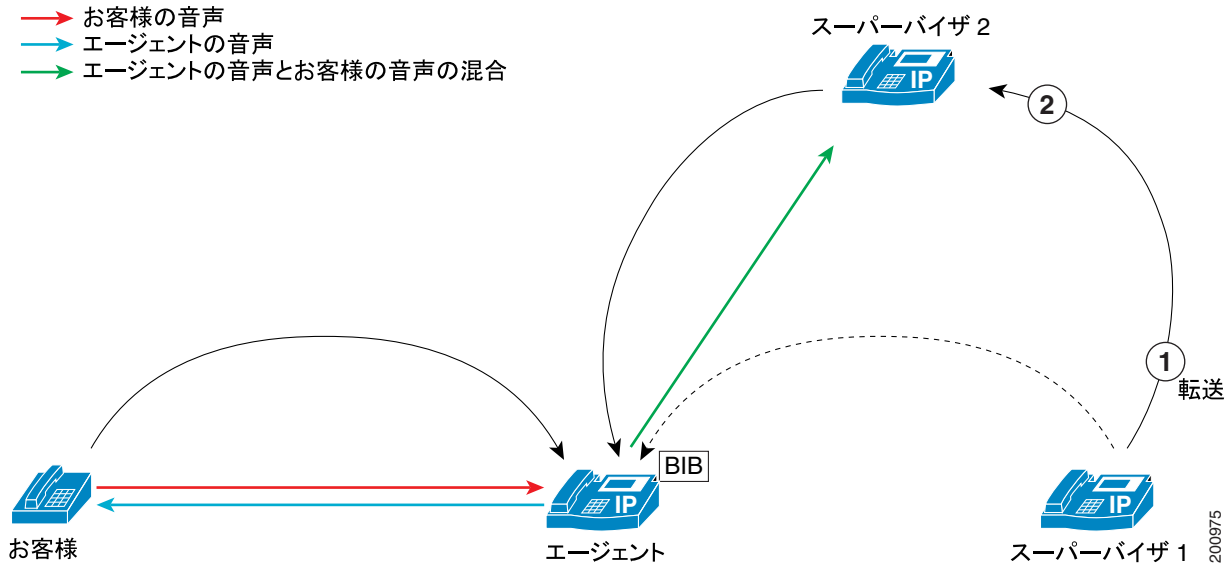 お客様の音声
エージェントの音声
エージェントの音声とお客様の音声の混合
スーパーバイザ 2
IP
2
1
転送
BIB
IP
IP
お客様
エージェント
スーパーバイザ 1
200975